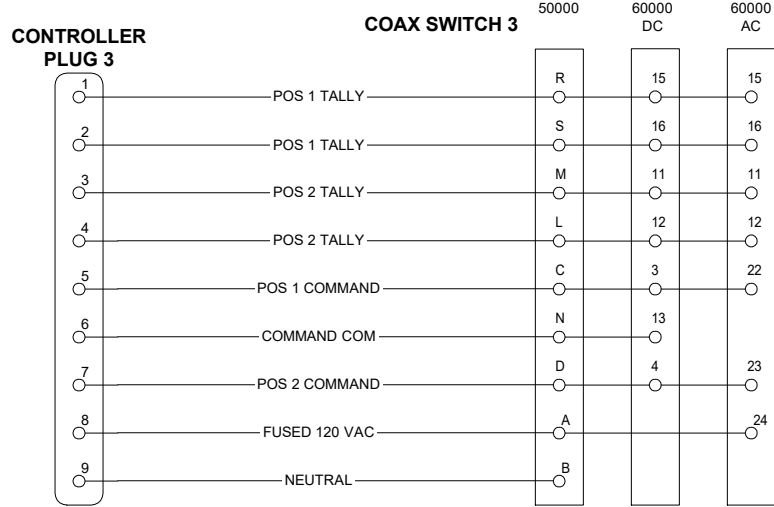 50000 60000 60000
COAX SWITCH 3 DC AC
CONTROLLER
PLUG 3
1 POS 1 TALLY R 15 15
2 POS 1 TALLY S 16 16
3 POS 2 TALLY M 11 11
4 POS 2 TALLY L 12 12
5 POS 1 COMMAND C 3 22
6 COMMAND COM N 13
7 POS 2 COMMAND D 4 23
8 FUSED 120 VAC A 24
9 NEUTRAL B